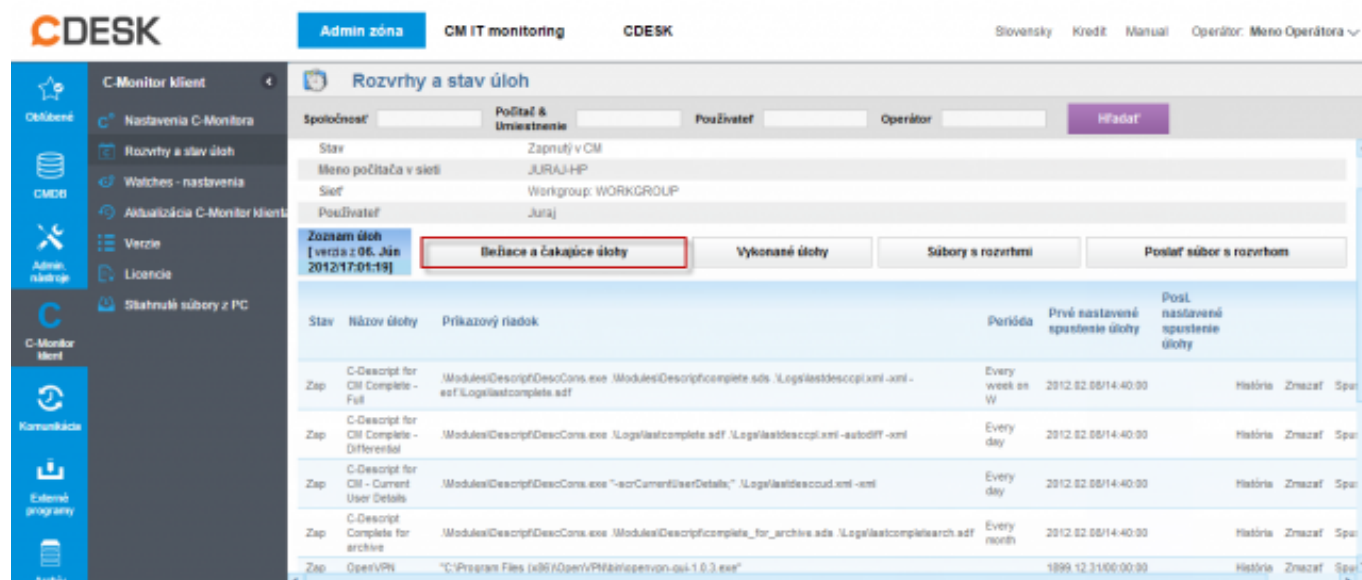 CDESK
Admin zóna
CM IT monitoring
CDESK
Slovensky
Kredit
Manual
Operátor: Meno Operátora
Obľúbené
CMDB
Admin. nástroje
C-Monitor klient
Komunikácia
Externé programy
C-Monitor klient
Nastavenia C-Monitora
Rozvrhy a stav úloh
Watches - nastavenia
Aktualizácia C-Monitor klienta
Verzie
Licencie
Stiahnuté súbory z PC
Rozvrhy a stav úloh
Spoločnosť
Počítač & Umiestnenie
Používateľ
Operátor
Hľadať
Stav Zapnutý v CM
Meno počítača v sieti JURAJ-HP
Sieť Workgroup: WORKGROUP
Používateľ Juraj
Zoznam úloh
[ verzia z 06. Jún
2012/17:01:19]
Bežiace a čakajúce úlohy
Vykonané úlohy
Súbory s rozvrhmi
Poslať súbor s rozvrhom
Stav
Názov úlohy
Príkazový riadok
Perióda
Prvé nastavené
spustenie úlohy
Posl.
nastavené
spustenie
úlohy
Zap
C-Descript for
CM Complete -
Full
.\Modules\Descript\DescCons.exe .\Modules\Descript\complete.sds .\Logs\lastdesccpl.xml -xml -
esf.\Logs\lastcomplete.sdf
Every
week on
W
2012.02.08/14:40:00
História Zmazať
Zap
C-Descript for
CM Complete -
Differential
.\Modules\Descript\DescCons.exe .\Logs\lastcomplete.sdf .\Logs\lastdesccpl.xml -autodiff -xml
Every
day
2012.02.08/14:40:00
História Zmazať
Zap
C-Descript for
CM - Current
User Details
.\Modules\Descript\DescCons.exe "-scrCurrentUserDetails;" .\Logs\lastdesccud.xml -xml
Every
day
2012.02.08/14:40:00
História Zmazať
Zap
C-Descript
Complete for
archive
.\Modules\Descript\DescCons.exe .\Modules\Descript\complete_for_archive.sds .\Logs\lastcompletearch.sdf
Every
month
2012.02.08/14:40:00
História Zmazať
Zap
OpenVPN
"C:\Program Files (x86)\OpenVPN\bin\openvpn-gui-1.0.3.exe"
1899.12.31/00:00:00
História Zmazať